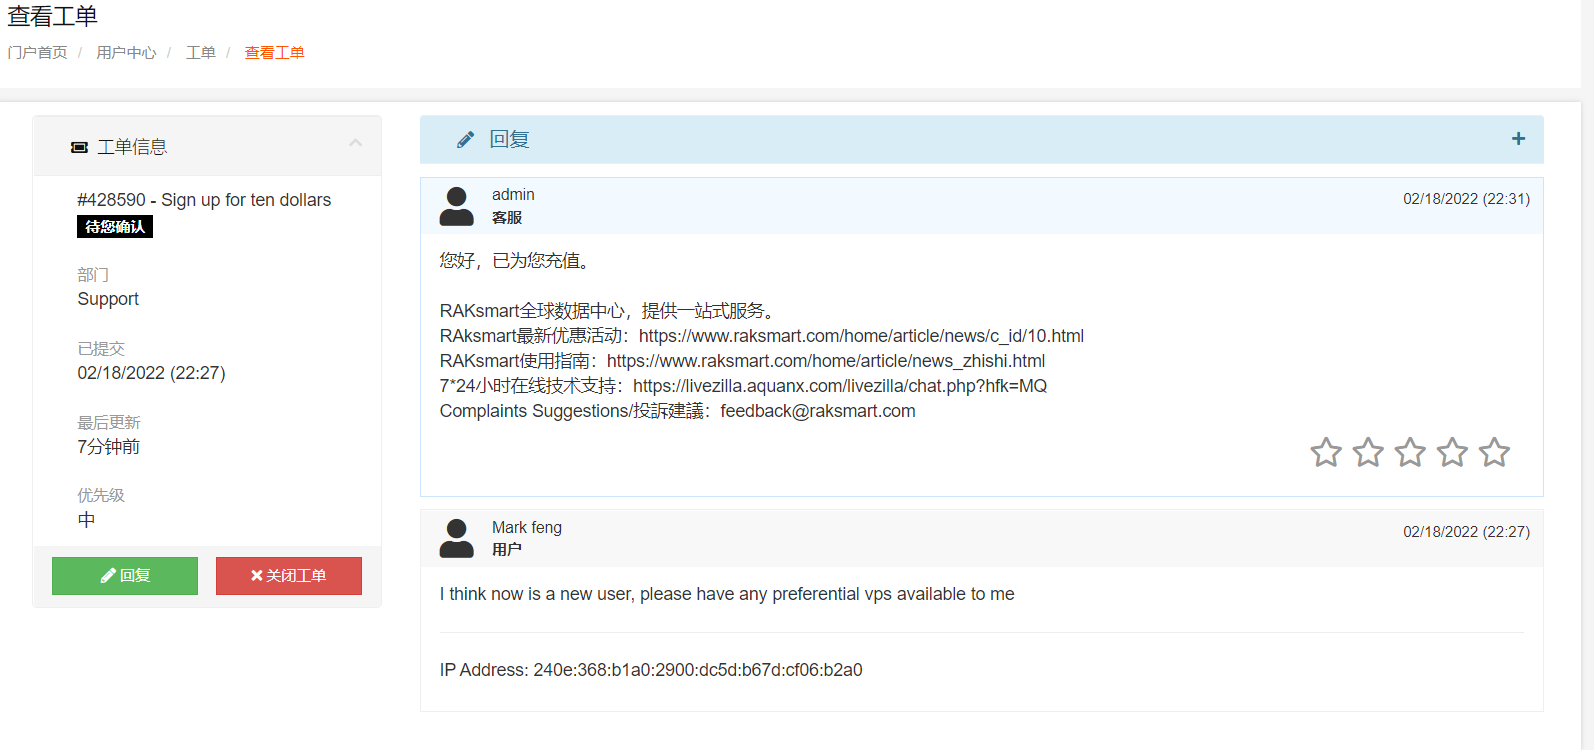 查看工单
门户首页 / 用户中心 / 工单 / 查看工单
工单信息
#428590 - Sign up for ten dollars
待您确认
部门
Support
已提交
02/18/2022 (22:27)
最后更新
7分钟前
优先级
中
回复
关闭工单
回复
admin
客服
02/18/2022 (22:31)
您好，已为您充值。
RAKsmart全球数据中心，提供一站式服务。
RAksmart最新优惠活动：https://www.raksmart.com/home/article/news/c_id/10.html
RAKsmart使用指南：https://www.raksmart.com/home/article/news_zhishi.html
7*24小时在线技术支持：https://livezilla.aquanx.com/livezilla/chat.php?hfk=MQ
Complaints Suggestions/投訴建議：feedback@raksmart.com
Mark feng
用户
02/18/2022 (22:27)
I think now is a new user, please have any preferential vps available to me
IP Address: 240e:368:b1a0:2900:dc5d:b67d:cf06:b2a0